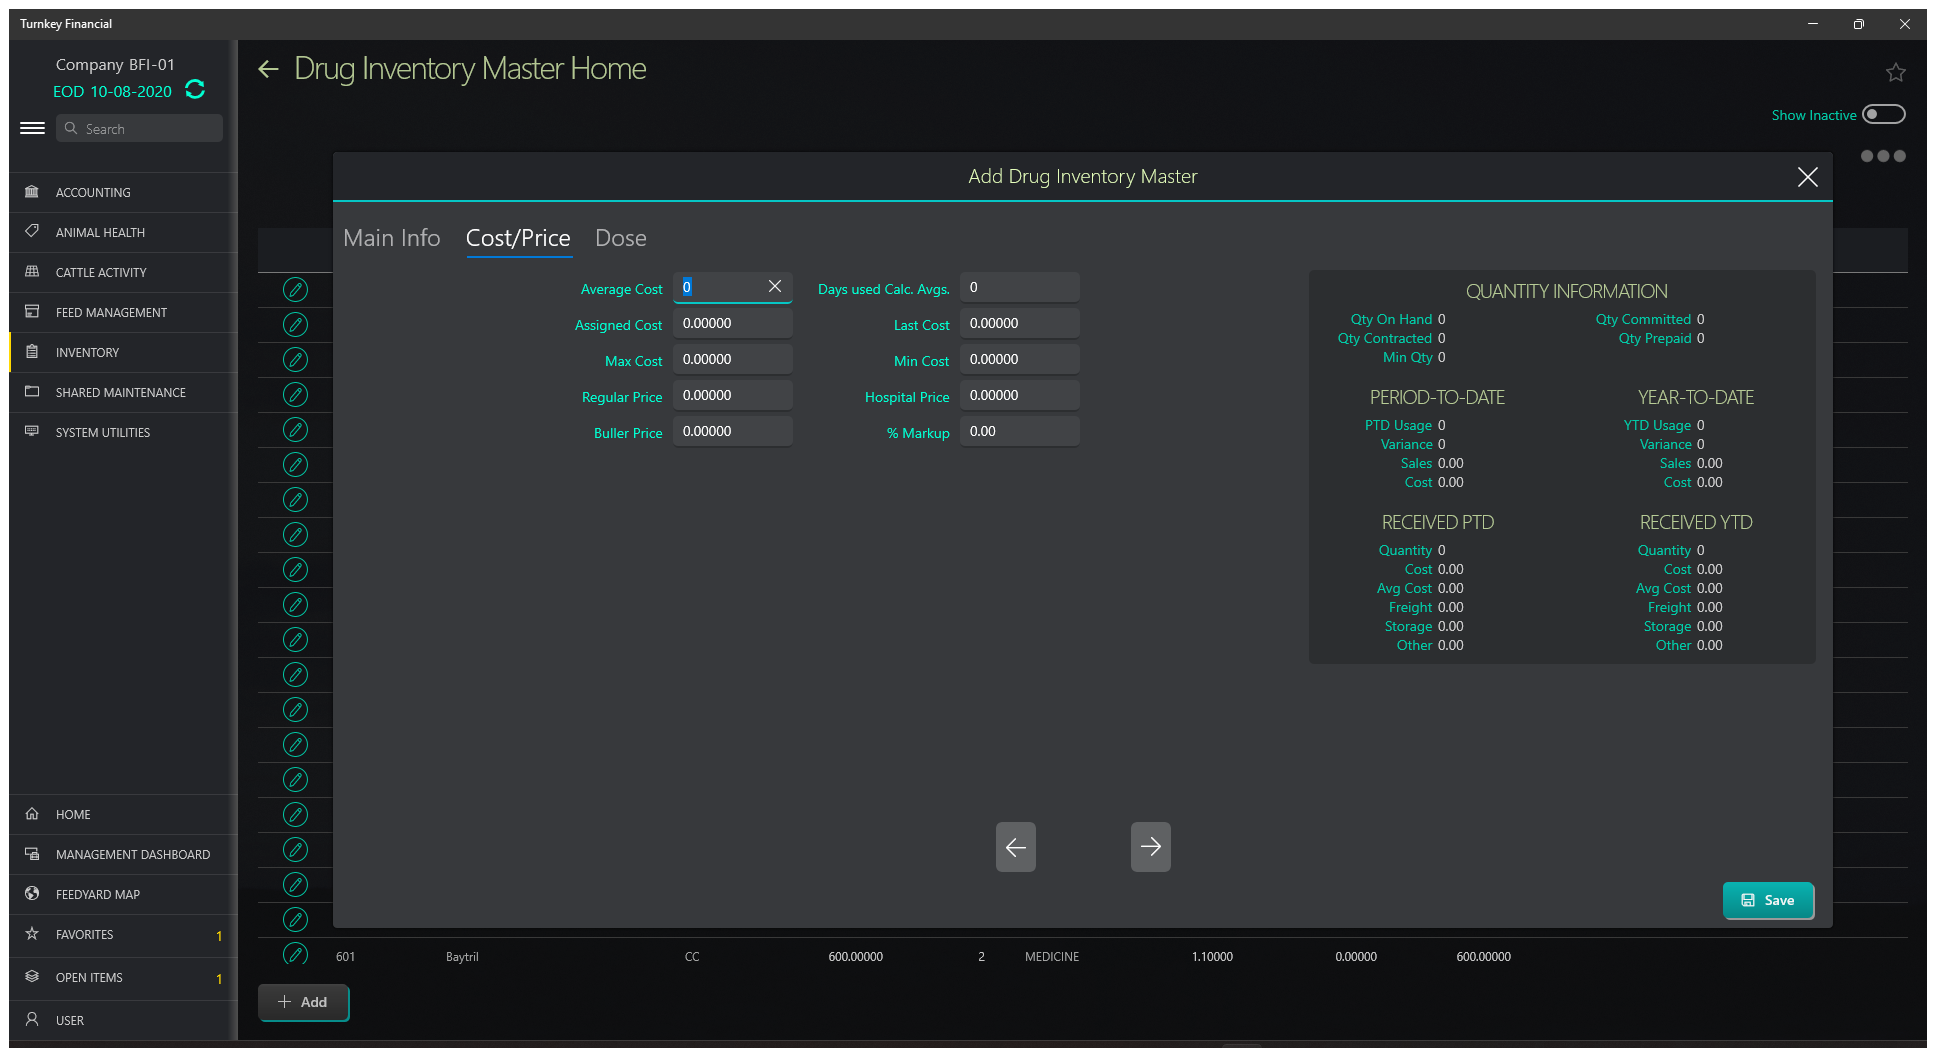 Turnkey Financial
Company BFI-01
EOD 10-08-2020
Search
ACCOUNTING
ANIMAL HEALTH
CATTLE ACTIVITY
FEED MANAGEMENT
INVENTORY
SHARED MAINTENANCE
SYSTEM UTILITIES
HOME
MANAGEMENT DASHBOARD
FEEDYARD MAP
FAVORITES 1
OPEN ITEMS 1
USER
Drug Inventory Master Home
Show Inactive
Add Drug Inventory Master
Main Info Cost/Price Dose
Average Cost 0 Days used Calc. Avgs. 0
Assigned Cost 0.00000 Last Cost 0.00000
Max Cost 0.00000 Min Cost 0.00000
Regular Price 0.00000 Hospital Price 0.00000
Buller Price 0.00000 % Markup 0.00
QUANTITY INFORMATION
Qty On Hand 0 Qty Committed 0
Qty Contracted 0 Qty Prepaid 0
Min Qty 0
PERIOD-TO-DATE YEAR-TO-DATE
PTD Usage 0 YTD Usage 0
Variance 0 Variance 0
Sales 0.00 Sales 0.00
Cost 0.00 Cost 0.00
RECEIVED PTD RECEIVED YTD
Quantity 0 Quantity 0
Cost 0.00 Cost 0.00
Avg Cost 0.00 Avg Cost 0.00
Freight 0.00 Freight 0.00
Storage 0.00 Storage 0.00
Other 0.00 Other 0.00
Save
601 Baytril CC 600.00000 2 MEDICINE 1.10000 0.00000 600.00000
Add